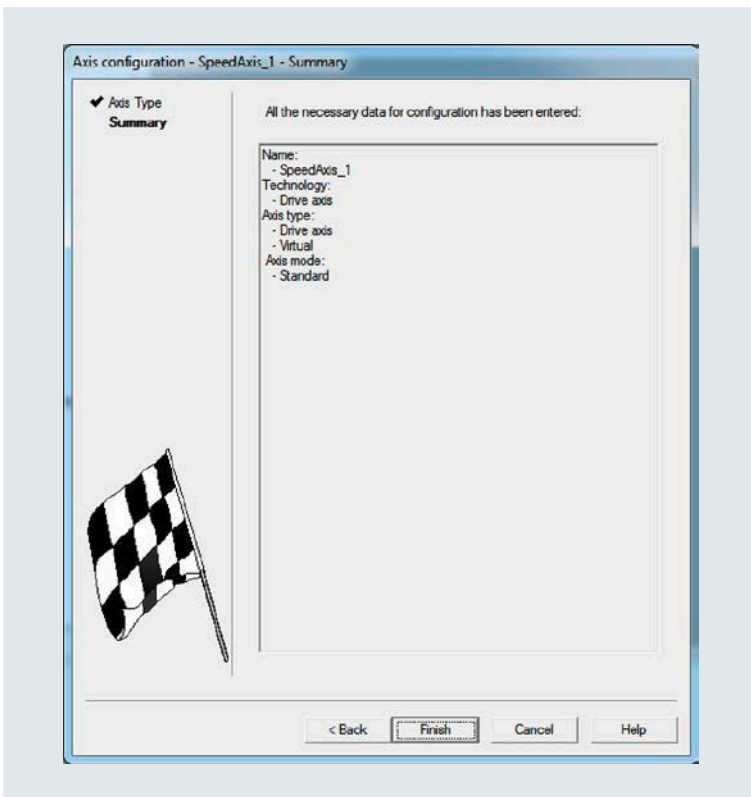 Axis configuration - SpeedAxis_1 - Summary
Axis Type
Summary
All the necessary data for configuration has been entered:
Name:
- SpeedAxis_1
Technology:
- Drive axis
Axis type:
- Drive axis
- Virtual
Axis mode:
- Standard
< Back
Finish
Cancel
Help